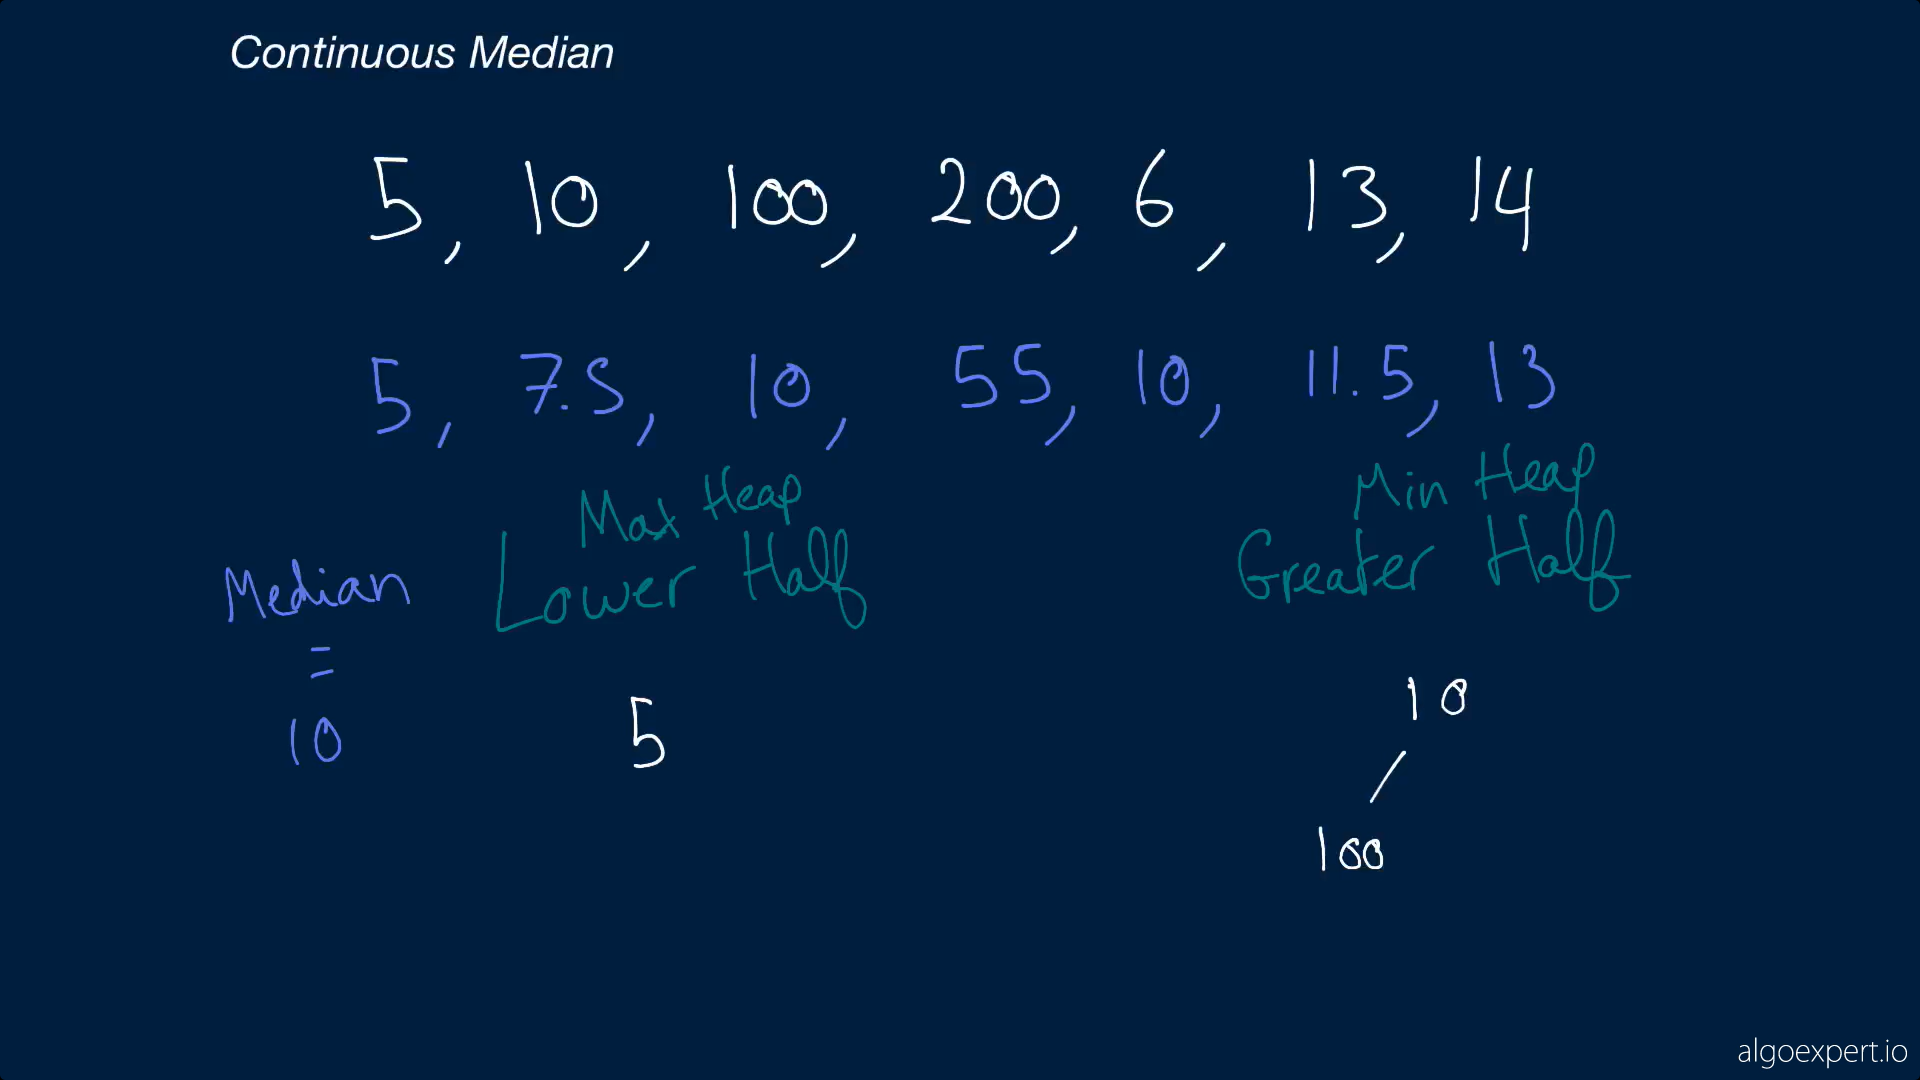 Continuous Median
5, 10, 100, 200, 6, 13, 14
5, 7.5, 10, 55, 10, 11.5, 13
Max Heap
Lower Half
Min Heap
Greater Half
Median
=
10
5
10
100
algoexpert.io